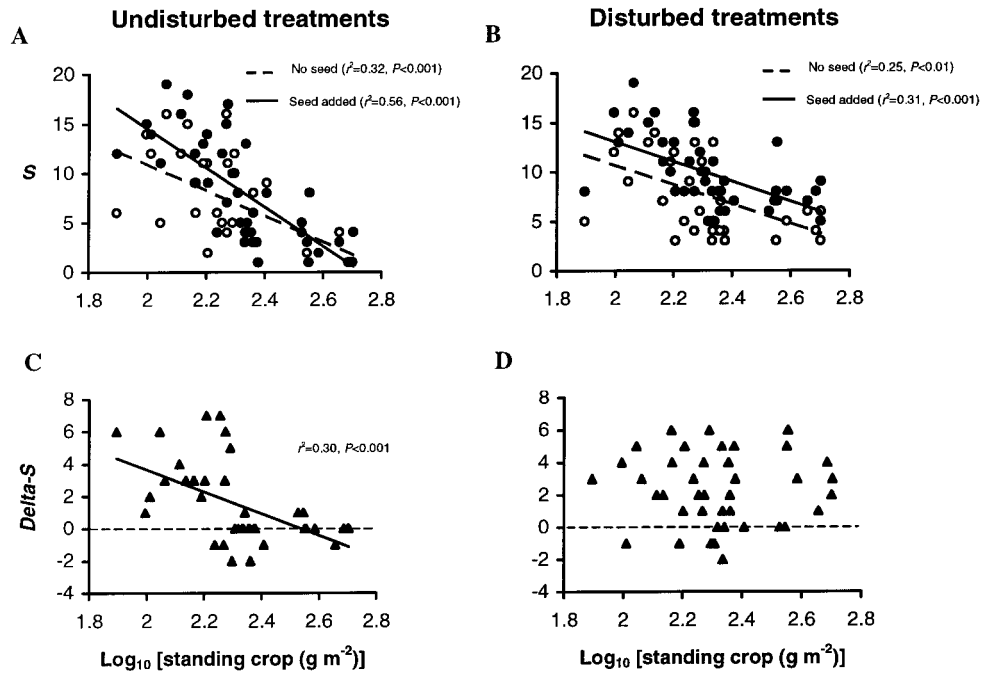 Undisturbed treatments
Disturbed treatments
A
B
No seed (r²=0.32, P<0.001)
Seed added (r²=0.56, P<0.001)
S
20
15
10
5
0
1.8 2 2.2 2.4 2.6 2.8
No seed (r²=0.25, P<0.01)
Seed added (r²=0.31, P<0.001)
20
15
10
5
0
1.8 2 2.2 2.4 2.6 2.8
C
D
r²=0.30, P<0.001
Delta-S
8
6
4
2
0
-2
-4
1.8 2 2.2 2.4 2.6 2.8
Log₁₀ [standing crop (g m⁻²)]
8
6
4
2
0
-2
-4
1.8 2 2.2 2.4 2.6 2.8
Log₁₀ [standing crop (g m⁻²)]